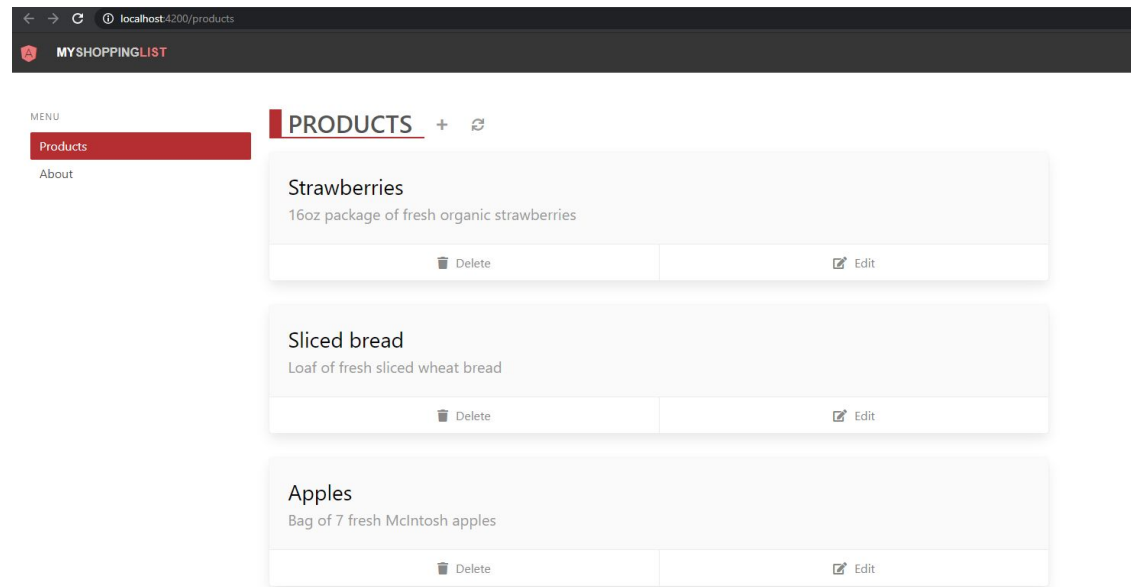 localhost:4200/products
A
MYSHOPPINGLIST
MENU
Products
About
PRODUCTS
Strawberries
16oz package of fresh organic strawberries
Delete Edit
Sliced bread
Loaf of fresh sliced wheat bread
Delete Edit
Apples
Bag of 7 fresh McIntosh apples
Delete Edit